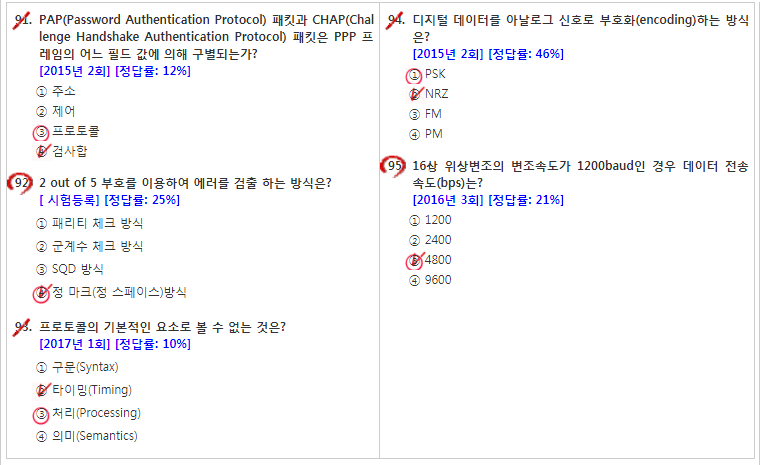 91. PAP(Password Authentication Protocol) 패킷과 CHAP(Chal
lenge Handshake Authentication Protocol) 패킷은 PPP 프
레임의 어느 필드 값에 의해 구별되는가?
[2015년 2회] [정답률: 12%]
① 주소
② 제어
③ 프로토콜
④ 검사합
92. 2 out of 5 부호를 이용하여 에러를 검출 하는 방식은?
[ 시험등록] [정답률: 25%]
① 패리티 체크 방식
② 군계수 체크 방식
③ SQD 방식
④ 정 마크(정 스페이스)방식
93. 프로토콜의 기본적인 요소로 볼 수 없는 것은?
[2017년 1회] [정답률: 10%]
① 구문(Syntax)
② 타이밍(Timing)
③ 처리(Processing)
④ 의미(Semantics)
94. 디지털 데이터를 아날로그 신호로 부호화(encoding)하는 방식
은?
[2015년 2회] [정답률: 46%]
① PSK
② NRZ
③ FM
④ PM
95. 16상 위상변조의 변조속도가 1200baud인 경우 데이터 전송
속도(bps)는?
[2016년 3회] [정답률: 21%]
① 1200
② 2400
③ 4800
④ 9600